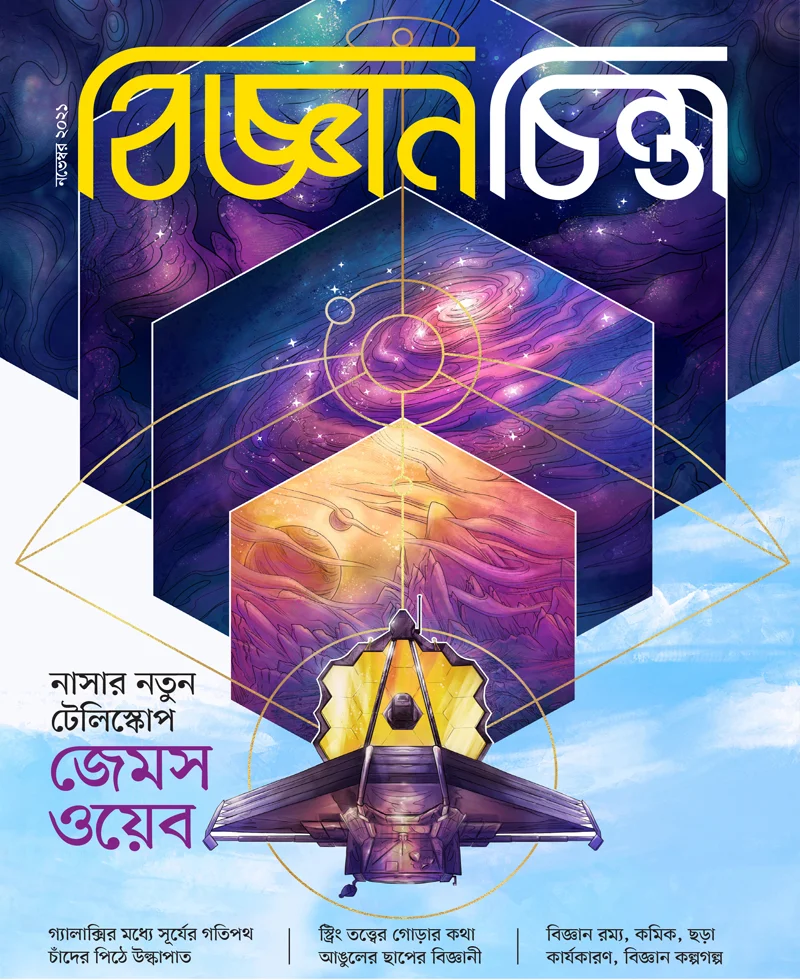 বিজ্ঞানচিন্তা
নভেম্বর ২০২১
নাসার নতুন
টেলিস্কোপ
জেমস
ওয়েব
গ্যালাক্সির মধ্যে সূর্যের গতিপথ
চাঁদের পিঠে উল্কাপাত
স্ট্রিং তত্ত্বের গোড়ার কথা
আঙুলের ছাপের বিজ্ঞানী
বিজ্ঞান রম্য, কমিক, ছড়া
কার্যকারণ, বিজ্ঞান কল্পগল্প